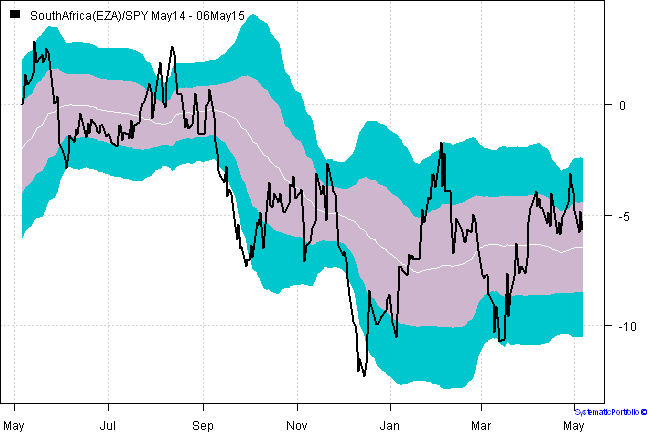 SouthAfrica(EZA)/SPY May14 - 06May15
0
-5
-10
May Jul Sep Nov Jan Mar May
SystematicPortfolio ©